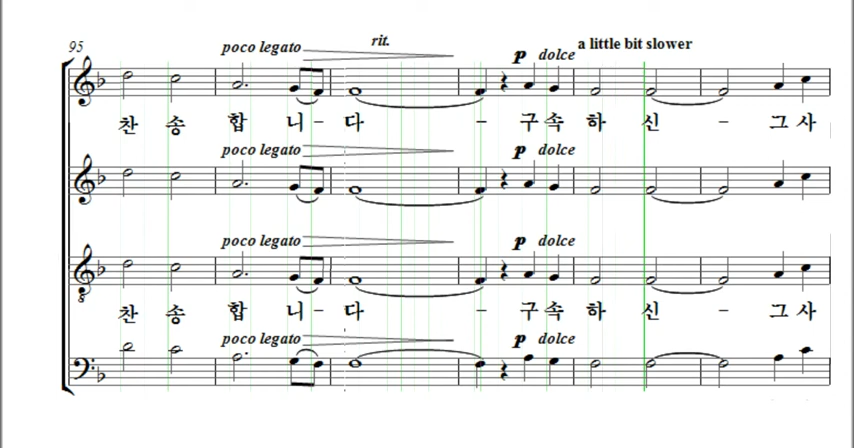 95 poco legato rit. p dolce a little bit slower
찬 송 합 니 - 다 - 구 속 하 신 - 그 사
poco legato p dolce
poco legato p dolce
8
찬 송 합 니 - 다 - 구 속 하 신 - 그 사
poco legato p dolce